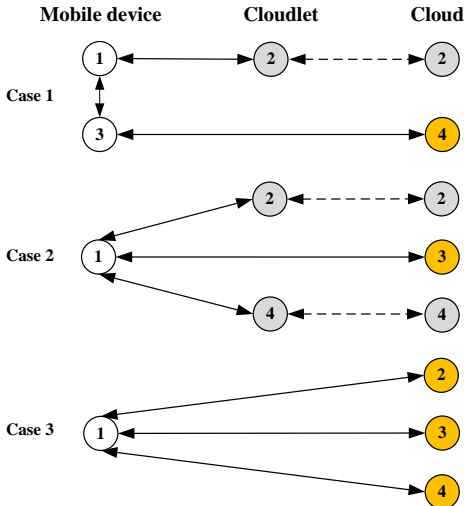 Mobile device Cloudlet Cloud
1 2 2
Case 1
3 4
2 2
Case 2 1 3
4 4
2
Case 3 1 3
4